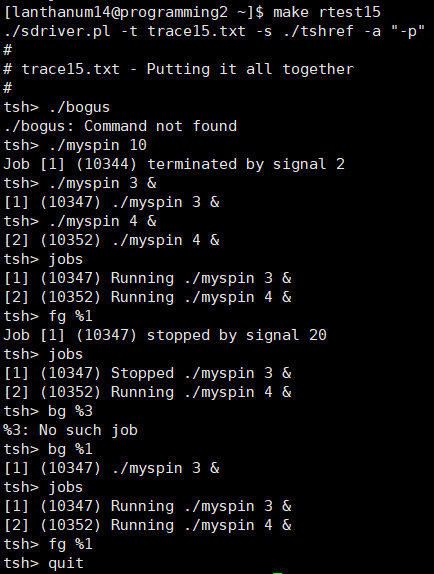 [lanthanum14@programming2 ~]$ make rtest15
./sdriver.pl -t trace15.txt -s ./tshref -a "-p"
#
# trace15.txt - Putting it all together
#
tsh> ./bogus
./bogus: Command not found
tsh> ./myspin 10
Job [1] (10344) terminated by signal 2
tsh> ./myspin 3 &
[1] (10347) ./myspin 3 &
tsh> ./myspin 4 &
[2] (10352) ./myspin 4 &
tsh> jobs
[1] (10347) Running ./myspin 3 &
[2] (10352) Running ./myspin 4 &
tsh> fg %1
Job [1] (10347) stopped by signal 20
tsh> jobs
[1] (10347) Stopped ./myspin 3 &
[2] (10352) Running ./myspin 4 &
tsh> bg %3
%3: No such job
tsh> bg %1
[1] (10347) ./myspin 3 &
tsh> jobs
[1] (10347) Running ./myspin 3 &
[2] (10352) Running ./myspin 4 &
tsh> fg %1
tsh> quit